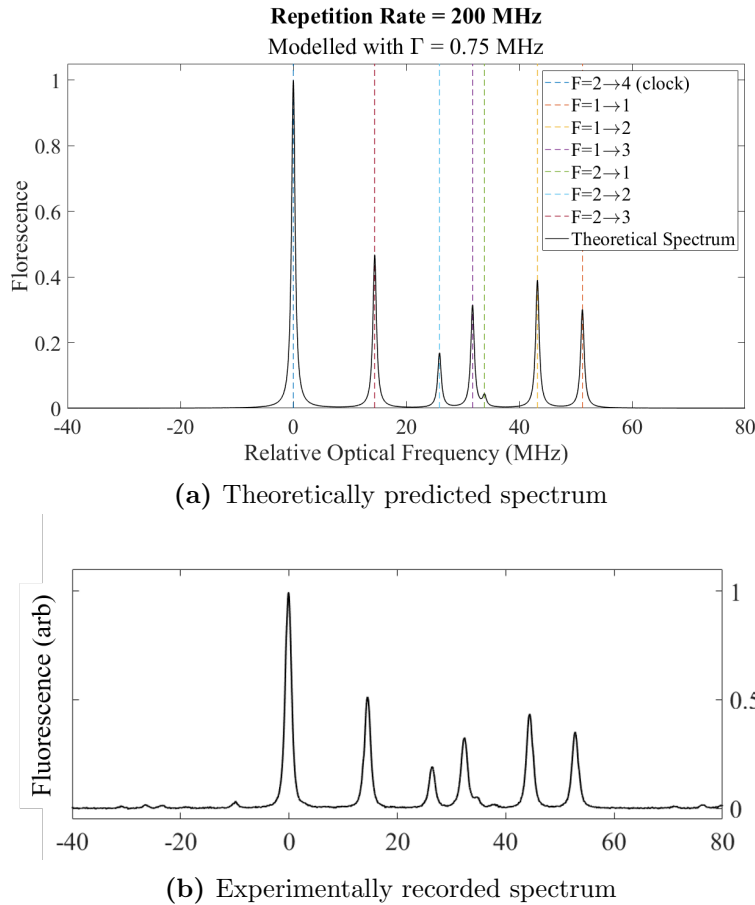 Repetition Rate = 200 MHz
Modelled with Γ = 0.75 MHz
1
0.8
0.6
0.4
0.2
0
Florescence
F=2→4 (clock)
F=1→1
F=1→2
F=1→3
F=2→1
F=2→2
F=2→3
Theoretical Spectrum
-40 -20 0 20 40 60 80
Relative Optical Frequency (MHz)
(a) Theoretically predicted spectrum
Fluorescence (arb)
1
0.5
0
-40 -20 0 20 40 60 80
(b) Experimentally recorded spectrum